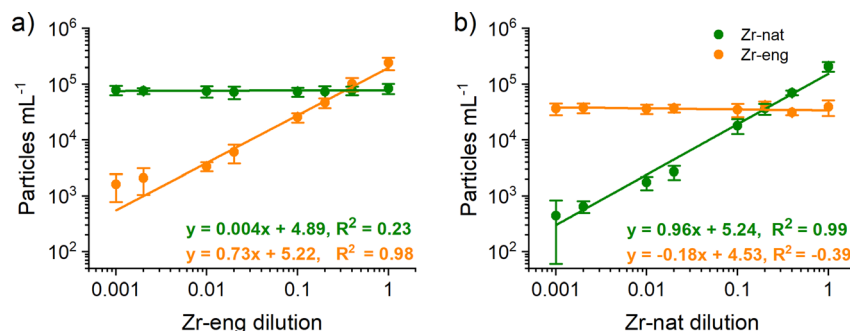 a)
Particles mL⁻¹
10⁶
10⁵
10⁴
10³
10²
y = 0.004x + 4.89, R² = 0.23
y = 0.73x + 5.22, R² = 0.98
0.001
0.01
0.1
1
Zr-eng dilution
b)
Zr-nat
Zr-eng
Particles mL⁻¹
10⁶
10⁵
10⁴
10³
10²
y = 0.96x + 5.24, R² = 0.99
y = -0.18x + 4.53, R² = -0.39
0.001
0.01
0.1
1
Zr-nat dilution